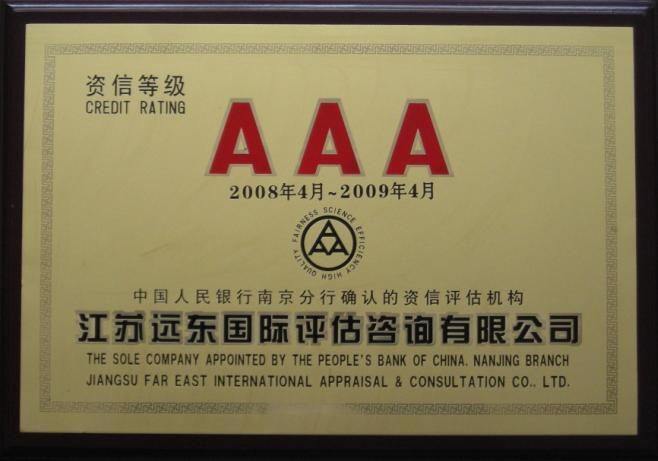 资信等级
CREDIT RATING
AAA
2008年4月~2009年4月
FAIRNESS SCIENCE EFFICIENCY HIGH QUALITY
中国人民银行南京分行确认的资信评估机构
江苏远东国际评估咨询有限公司
THE SOLE COMPANY APPOINTED BY THE PEOPLE'S BANK OF CHINA. NANJING BRANCH
JIANGSU FAR EAST INTERNATIONAL APPRAISAL & CONSULTATION CO., LTD.